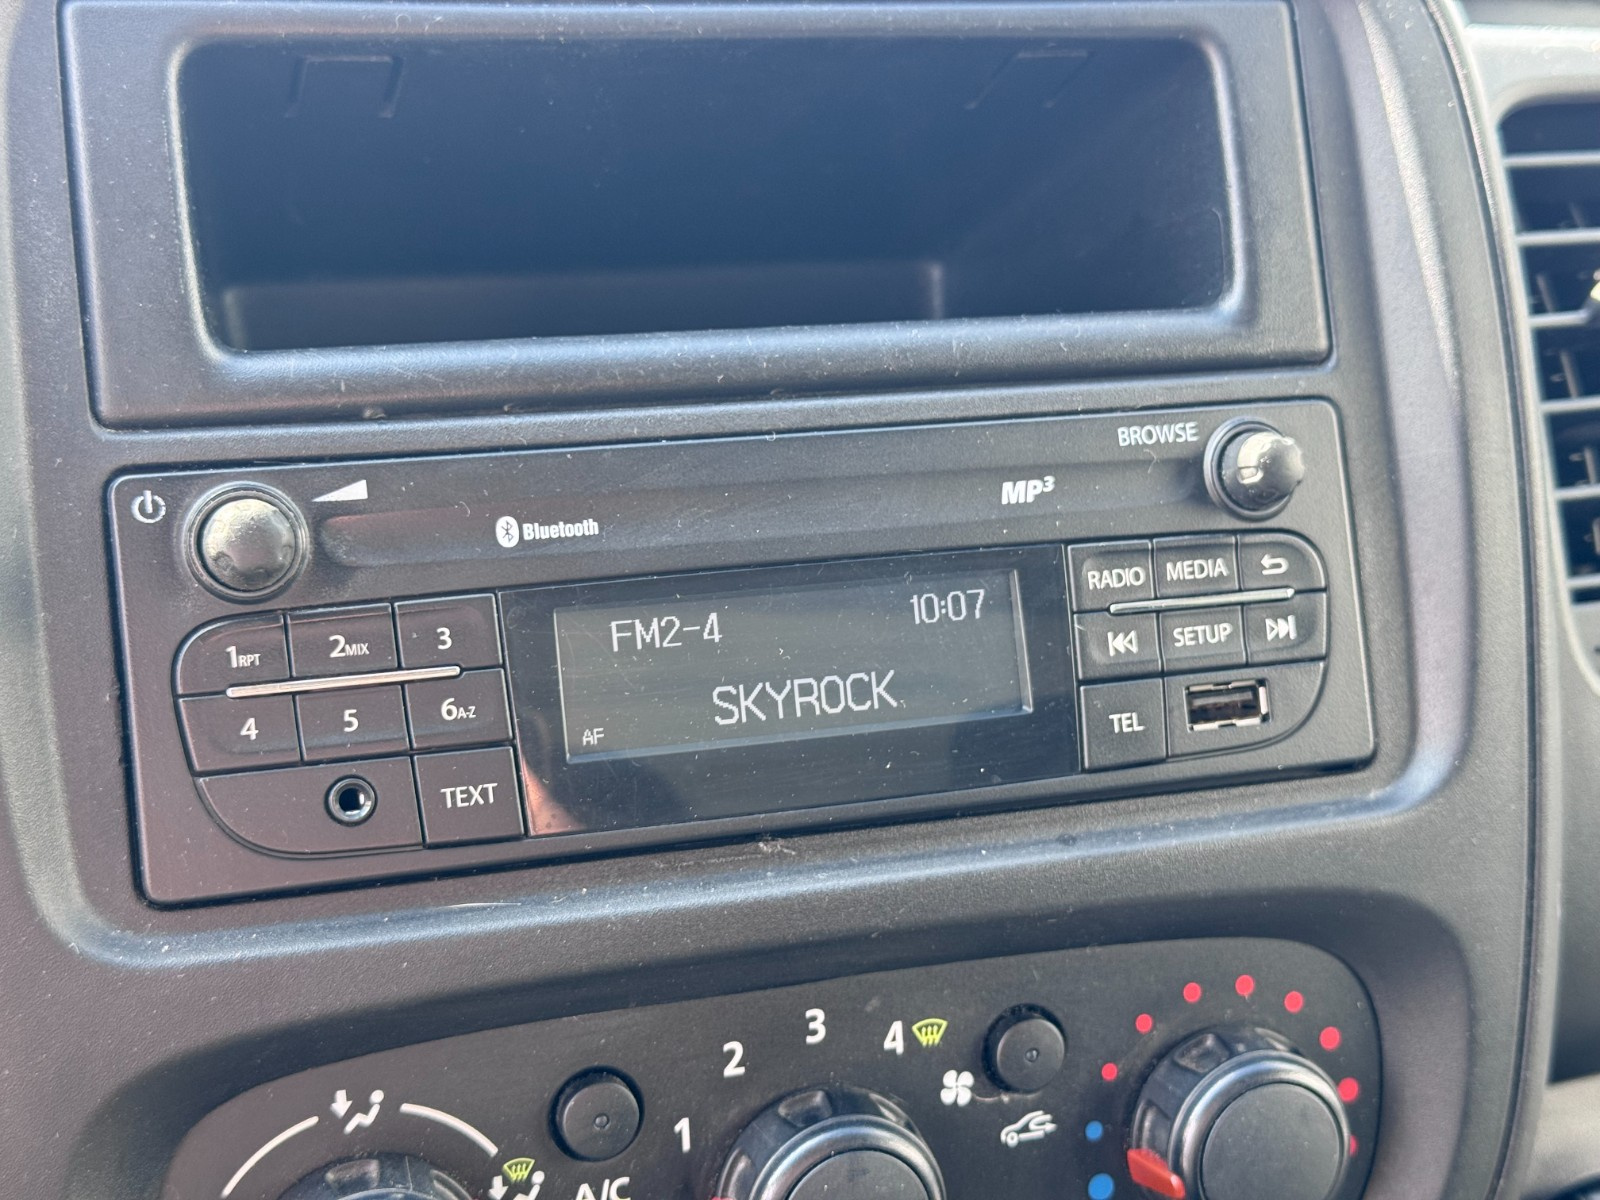 BROWSE
MP3
Bluetooth
RADIO MEDIA
1RPT 2MIX 3
FM2-4 10:07
SETUP
4 5 6A-Z
SKYROCK
TEL
AF
TEXT
1 2 3 4
A/C